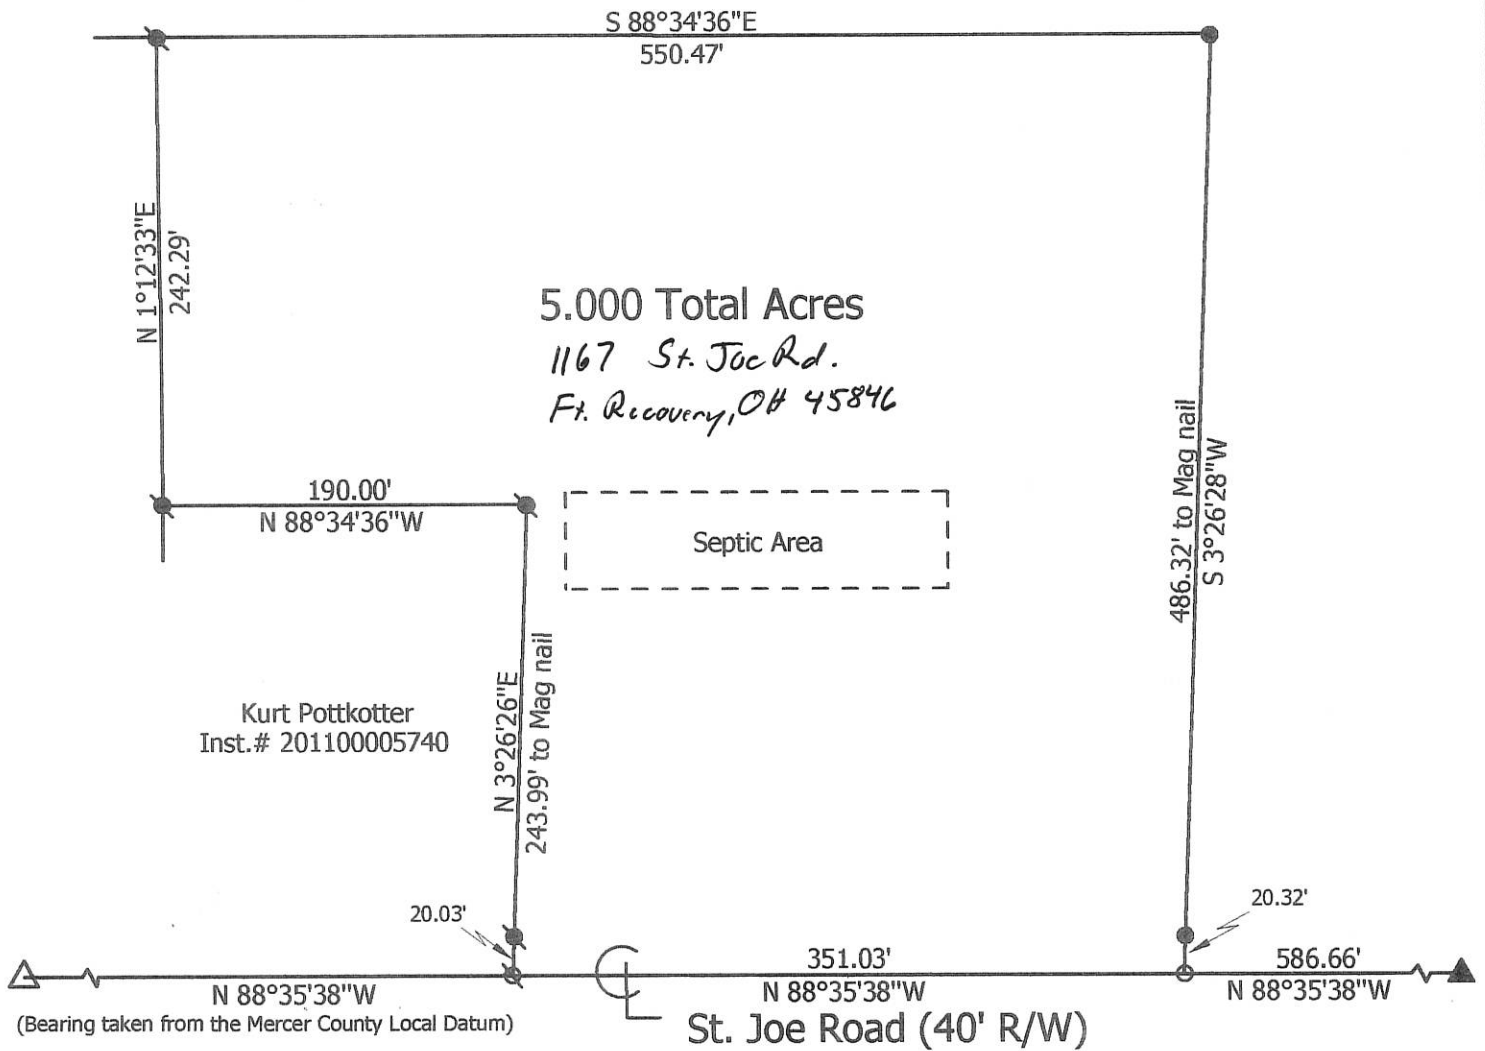 S 88°34'36"E
550.47'
N 1°12'33"E
242.29'
5.000 Total Acres
1167 St. Joe Rd.
Ft. Recovery, OH 45846
190.00'
N 88°34'36"W
Septic Area
486.32' to Mag nail
S 3°26'28"W
Kurt Pottkotter
Inst.# 201100005740
N 3°26'26"E
243.99' to Mag nail
20.03'
20.32'
351.03'
586.66'
N 88°35'38"W
N 88°35'38"W
N 88°35'38"W
(Bearing taken from the Mercer County Local Datum)
St. Joe Road (40' R/W)